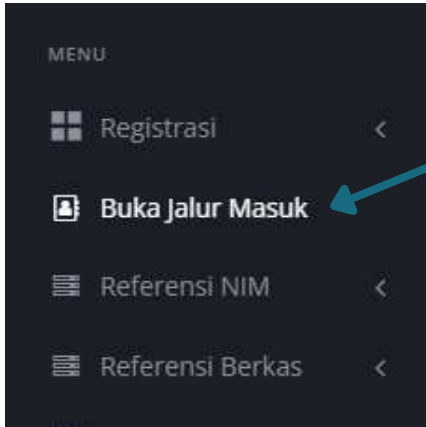 MENU
Registrasi
Buka Jalur Masuk
Referensi NIM
Referensi Berkas